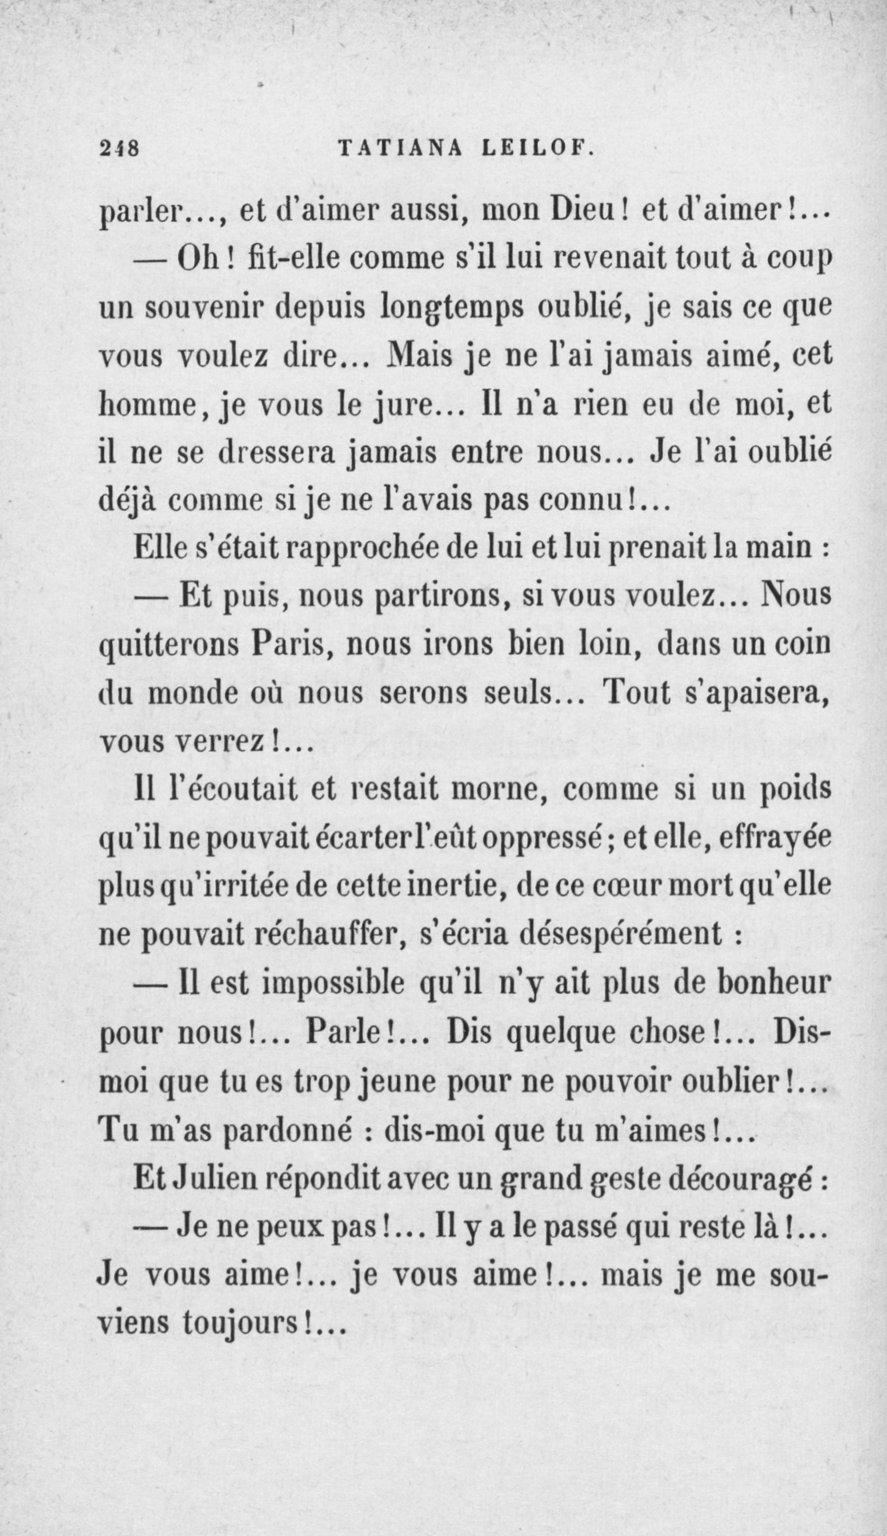 248 TATIANA LEILOF.
parler..., et d'aimer aussi, mon Dieu ! et d'aimer !...
— Oh ! fit-elle comme s'il lui revenait tout à coup
un souvenir depuis longtemps oublié, je sais ce que
vous voulez dire... Mais je ne l'ai jamais aimé, cet
homme, je vous le jure... Il n'a rien eu de moi, et
il ne se dressera jamais entre nous... Je l'ai oublié
déjà comme si je ne l'avais pas connu !...
Elle s'était rapprochée de lui et lui prenait la main :
— Et puis, nous partirons, si vous voulez... Nous
quitterons Paris, nous irons bien loin, dans un coin
du monde où nous serons seuls... Tout s'apaisera,
vous verrez !...
Il l'écoutait et restait morne, comme si un poids
qu'il ne pouvait écarter l'eût oppressé ; et elle, effrayée
plus qu'irritée de cette inertie, de ce cœur mort qu'elle
ne pouvait réchauffer, s'écria désespérément :
— Il est impossible qu'il n'y ait plus de bonheur
pour nous !... Parle !... Dis quelque chose !... Dis-
moi que tu es trop jeune pour ne pouvoir oublier !...
Tu m'as pardonné : dis-moi que tu m'aimes !...
Et Julien répondit avec un grand geste découragé :
— Je ne peux pas !... Il y a le passé qui reste là !...
Je vous aime !... je vous aime !... mais je me sou-
viens toujours !...